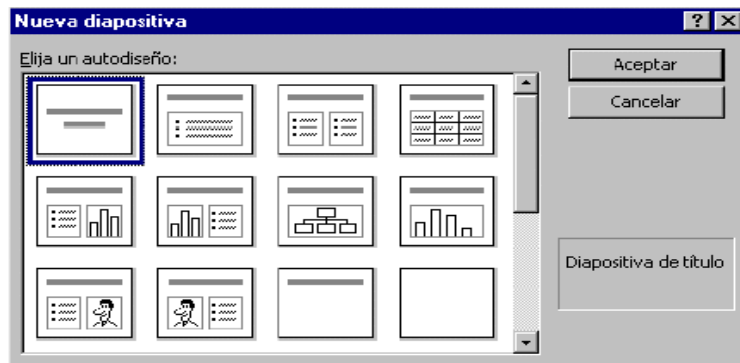 Nueva diapositiva
Elija un autodiseño:
Aceptar
Cancelar
Diapositiva de título